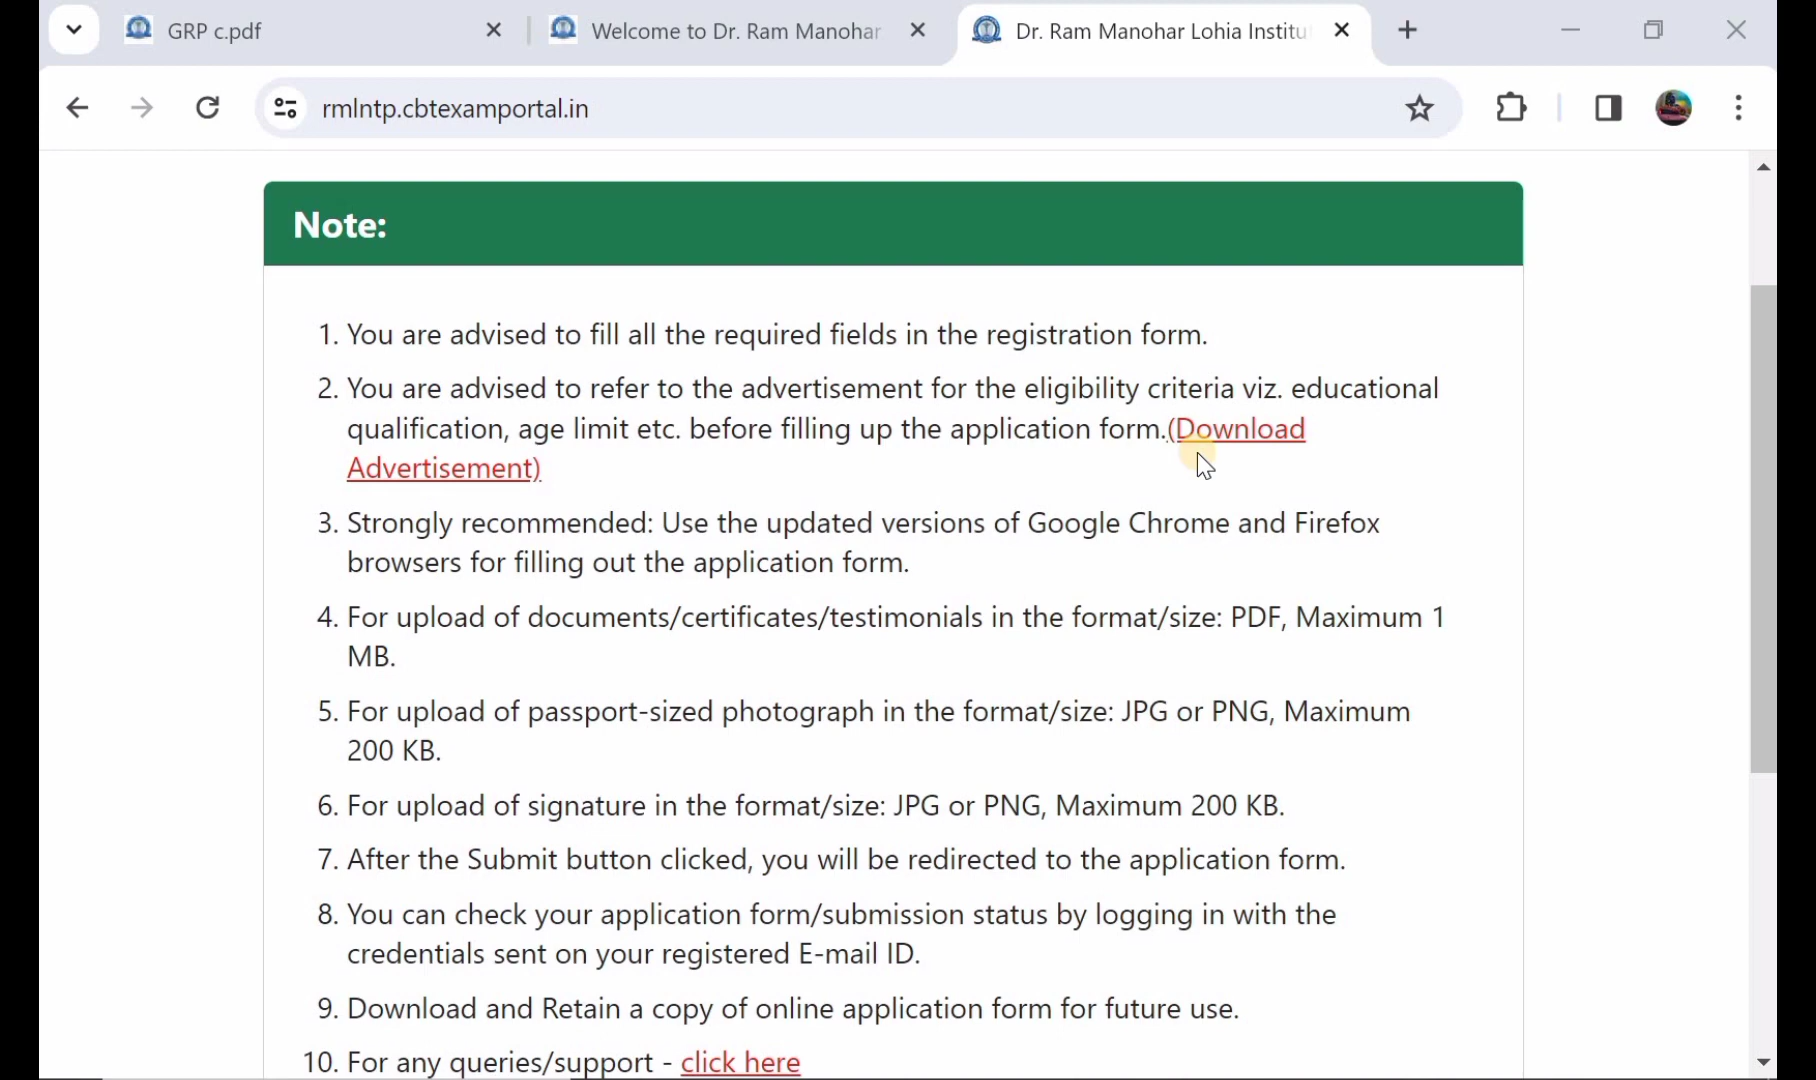 GRP c.pdf
Welcome to Dr. Ram Manohar
Dr. Ram Manohar Lohia Institu
rmlntp.cbtexamportal.in
Note:
1. You are advised to fill all the required fields in the registration form.
2. You are advised to refer to the advertisement for the eligibility criteria viz. educational
qualification, age limit etc. before filling up the application form.(Download
Advertisement)
3. Strongly recommended: Use the updated versions of Google Chrome and Firefox
browsers for filling out the application form.
4. For upload of documents/certificates/testimonials in the format/size: PDF, Maximum 1
MB.
5. For upload of passport-sized photograph in the format/size: JPG or PNG, Maximum
200 KB.
6. For upload of signature in the format/size: JPG or PNG, Maximum 200 KB.
7. After the Submit button clicked, you will be redirected to the application form.
8. You can check your application form/submission status by logging in with the
credentials sent on your registered E-mail ID.
9. Download and Retain a copy of online application form for future use.
10. For any queries/support - click here